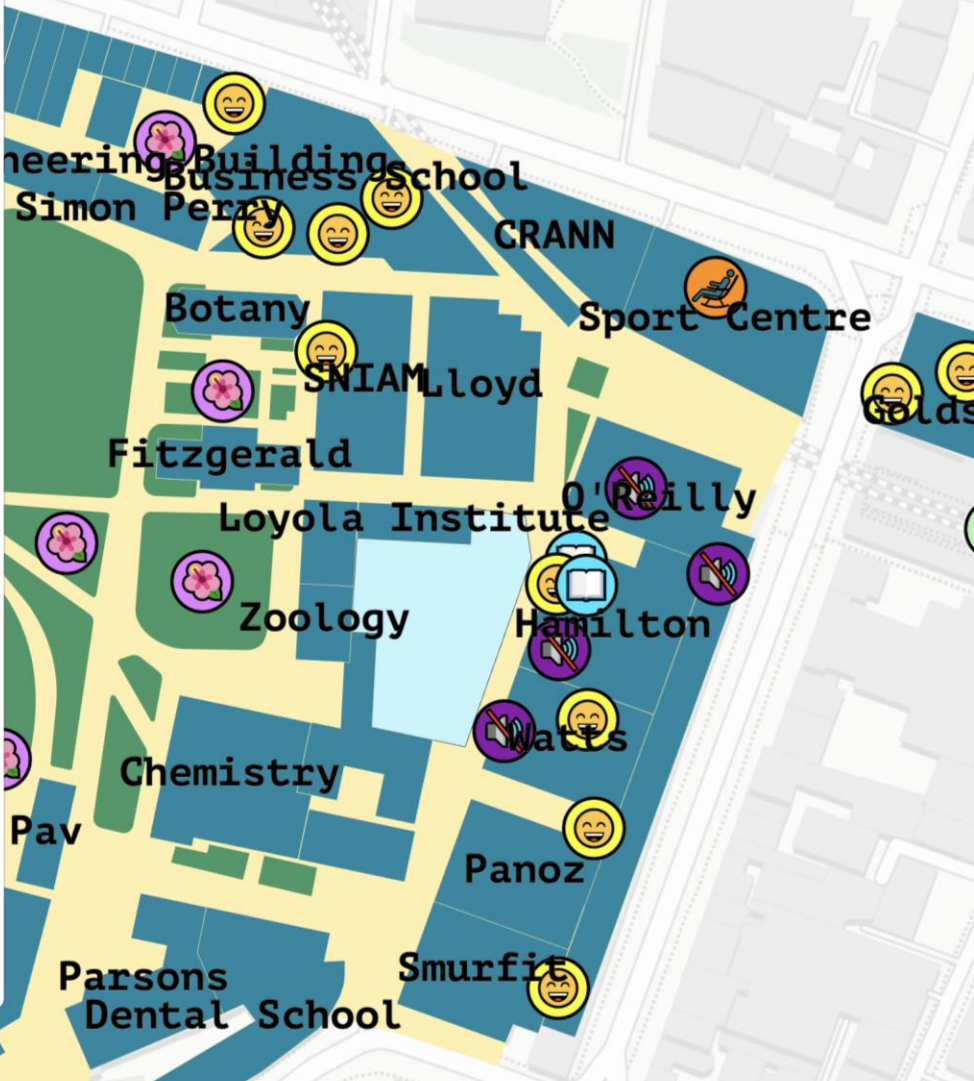 neering Building
Business School
Simon Perry
CRANN
Botany
Sport Centre
SNIAM
Lloyd
Golds
Fitzgerald
O'Reilly
Loyola Institute
Zoology
Hamilton
Watts
Chemistry
Pav
Panoz
Smurfit
Parsons
Dental School